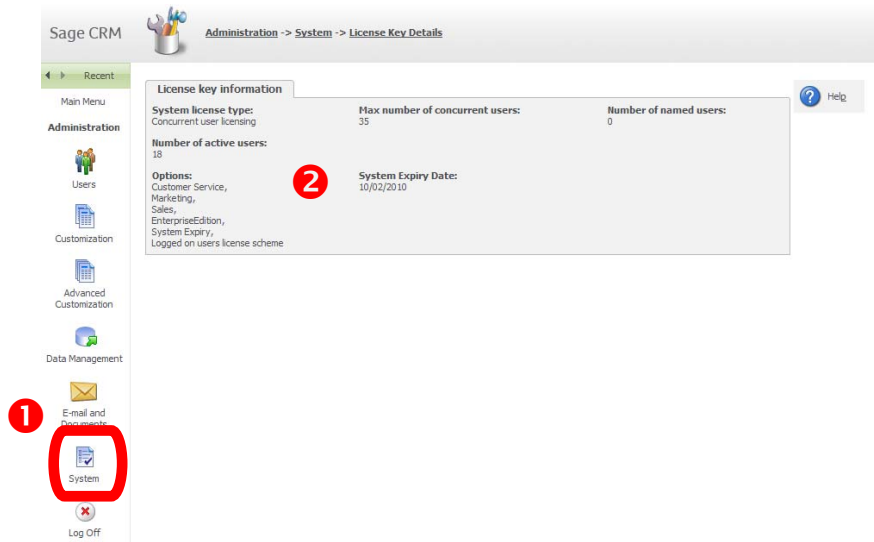 Sage CRM
Administration -> System -> License Key Details
Recent
Main Menu
Administration
Users
Customization
Advanced
Customization
Data Management
1
E-mail and
Documents
System
Log Off
License key information
System license type:
Concurrent user licensing
Max number of concurrent users:
35
Number of named users:
0
Number of active users:
18
Options:
Customer Service,
Marketing,
Sales,
EnterpriseEdition,
System Expiry,
Logged on users license scheme
2
System Expiry Date:
10/02/2010
Help